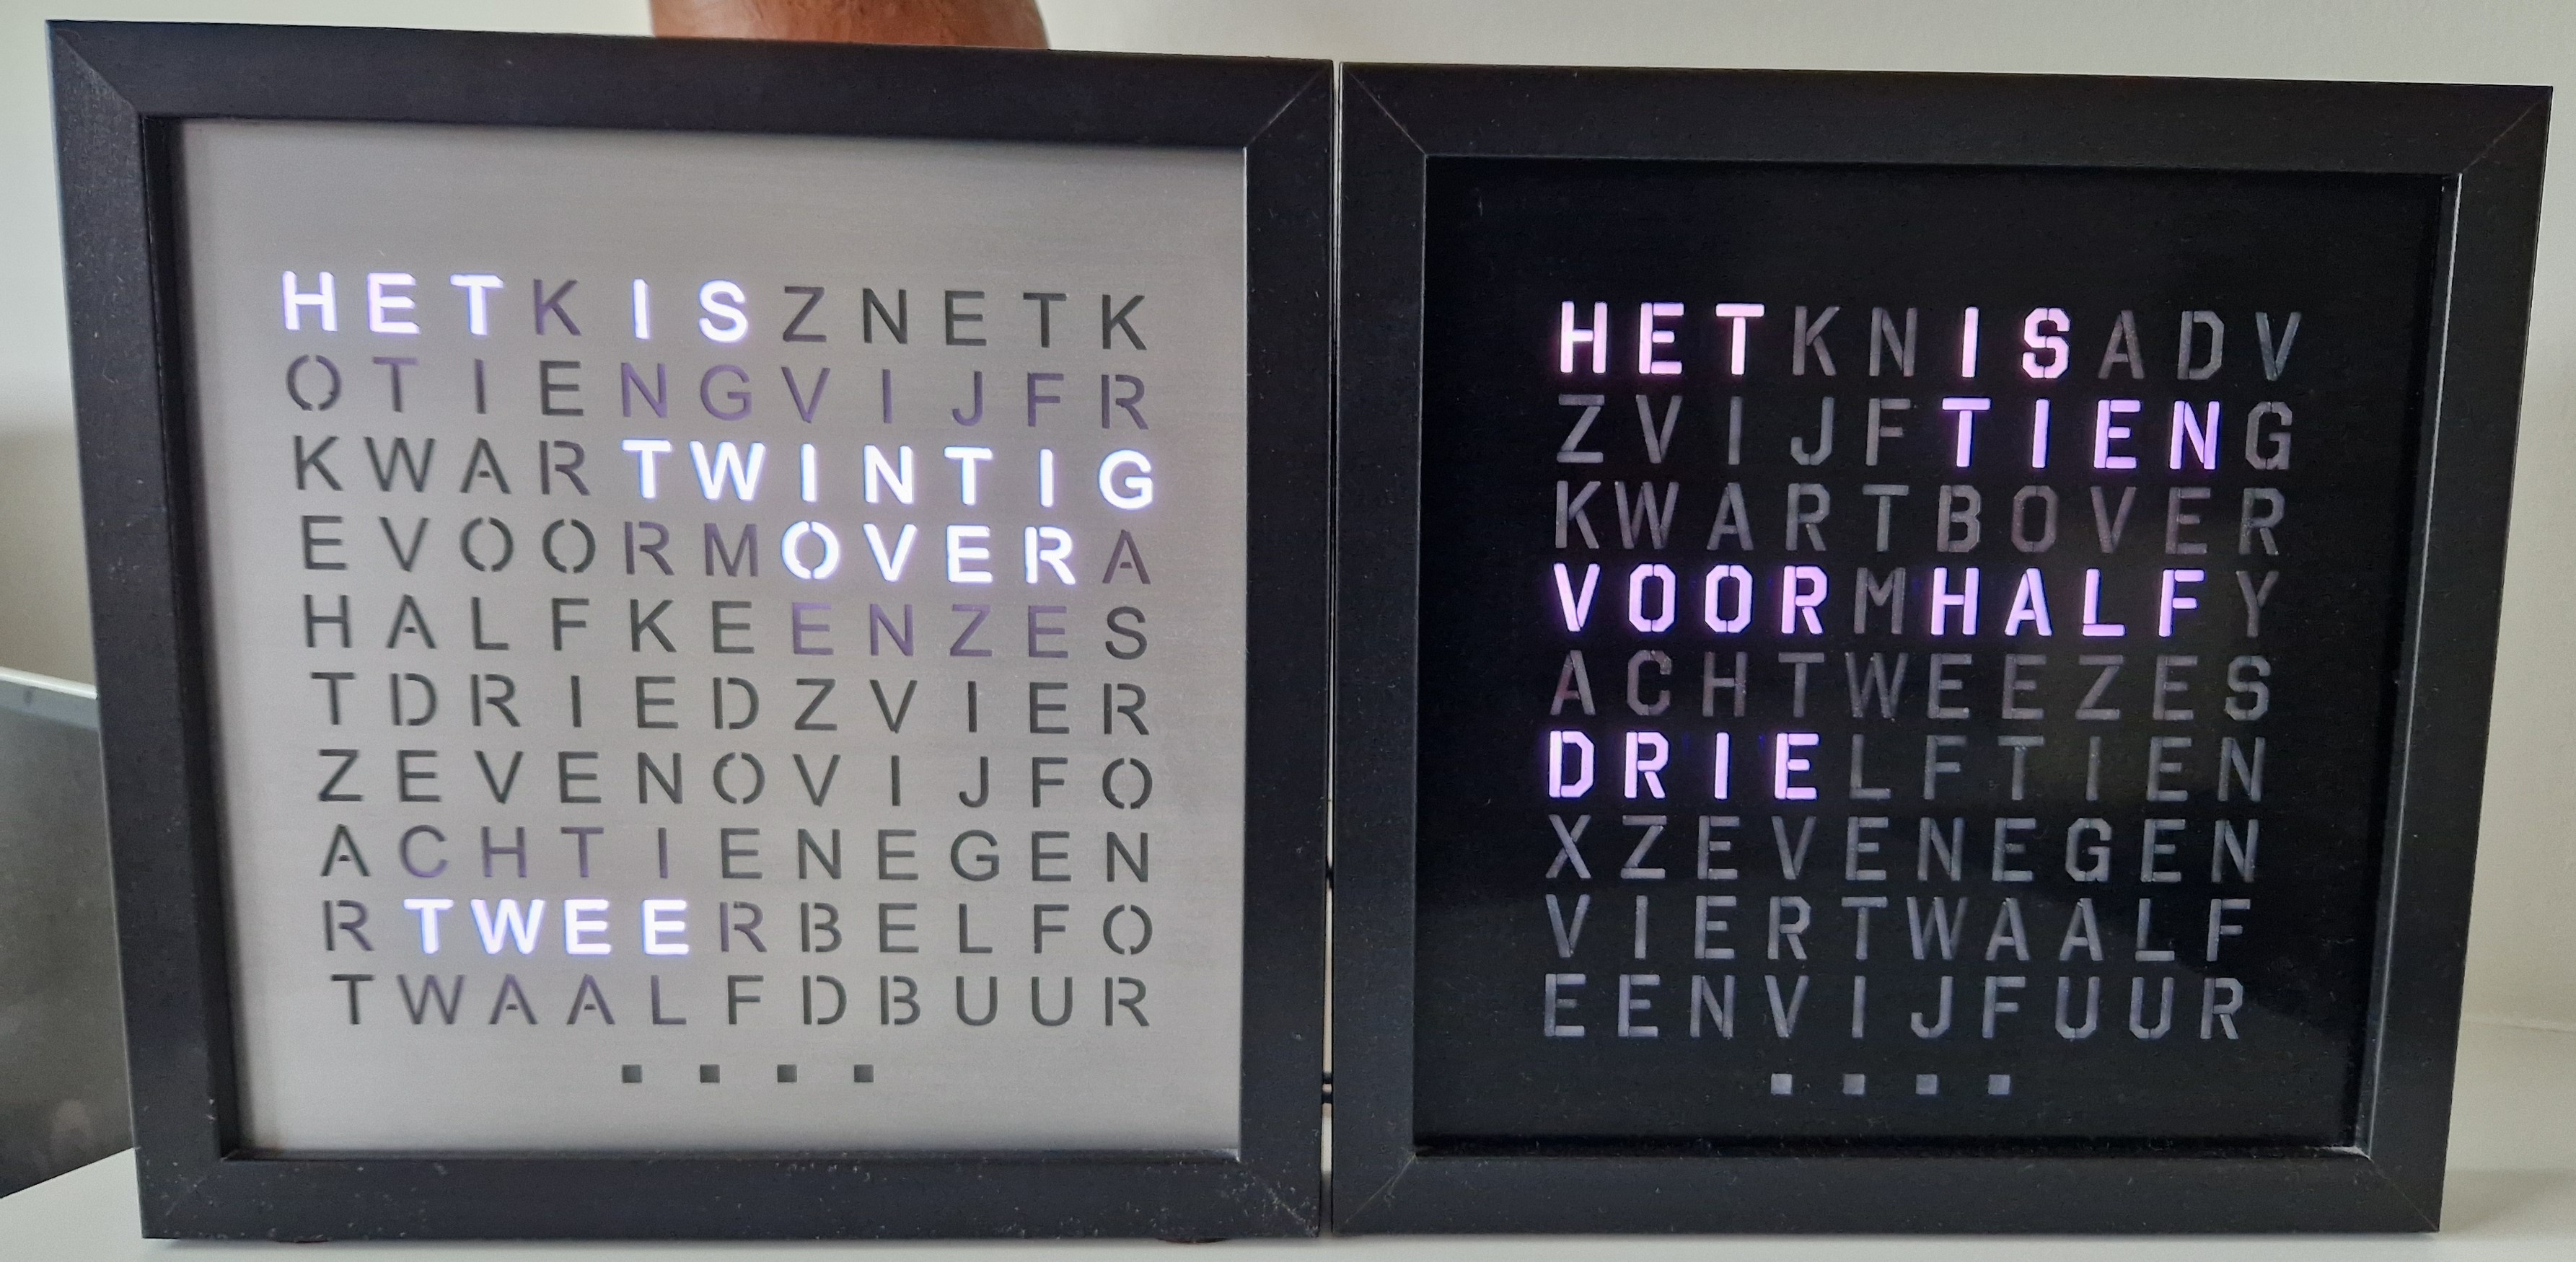 HETKISZNETK
OTIENGVIJFR
KWARTWINTIG
EVOORMOVERA
HALFKEENZES
TDRIEDZVIER
ZEVENOVIJFO
ACHTIENEGEN
RTWEERBELFO
TWAALFDBUUR
HETKNISADV
ZVIJFTIENG
KWARTBOVER
VOORMHALFY
ACHTWEEZES
DRIELFTIEN
XZEVENEGEN
VIERTWAALF
EENVIJFUUR